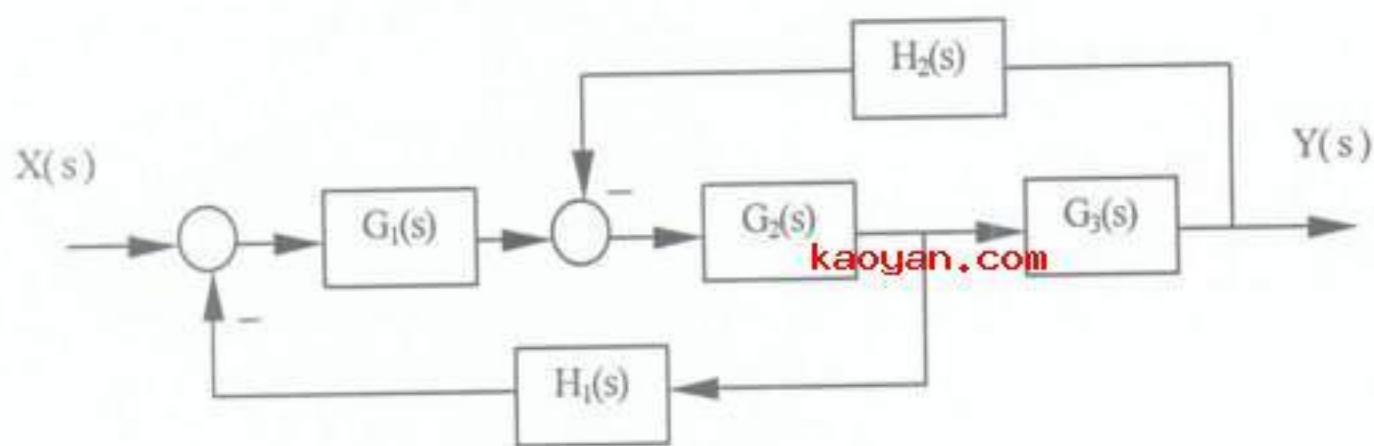 H₂(s)
X(s)
Y(s)
G₁(s)
G₂(s)
G₃(s)
kaoyan.com
H₁(s)